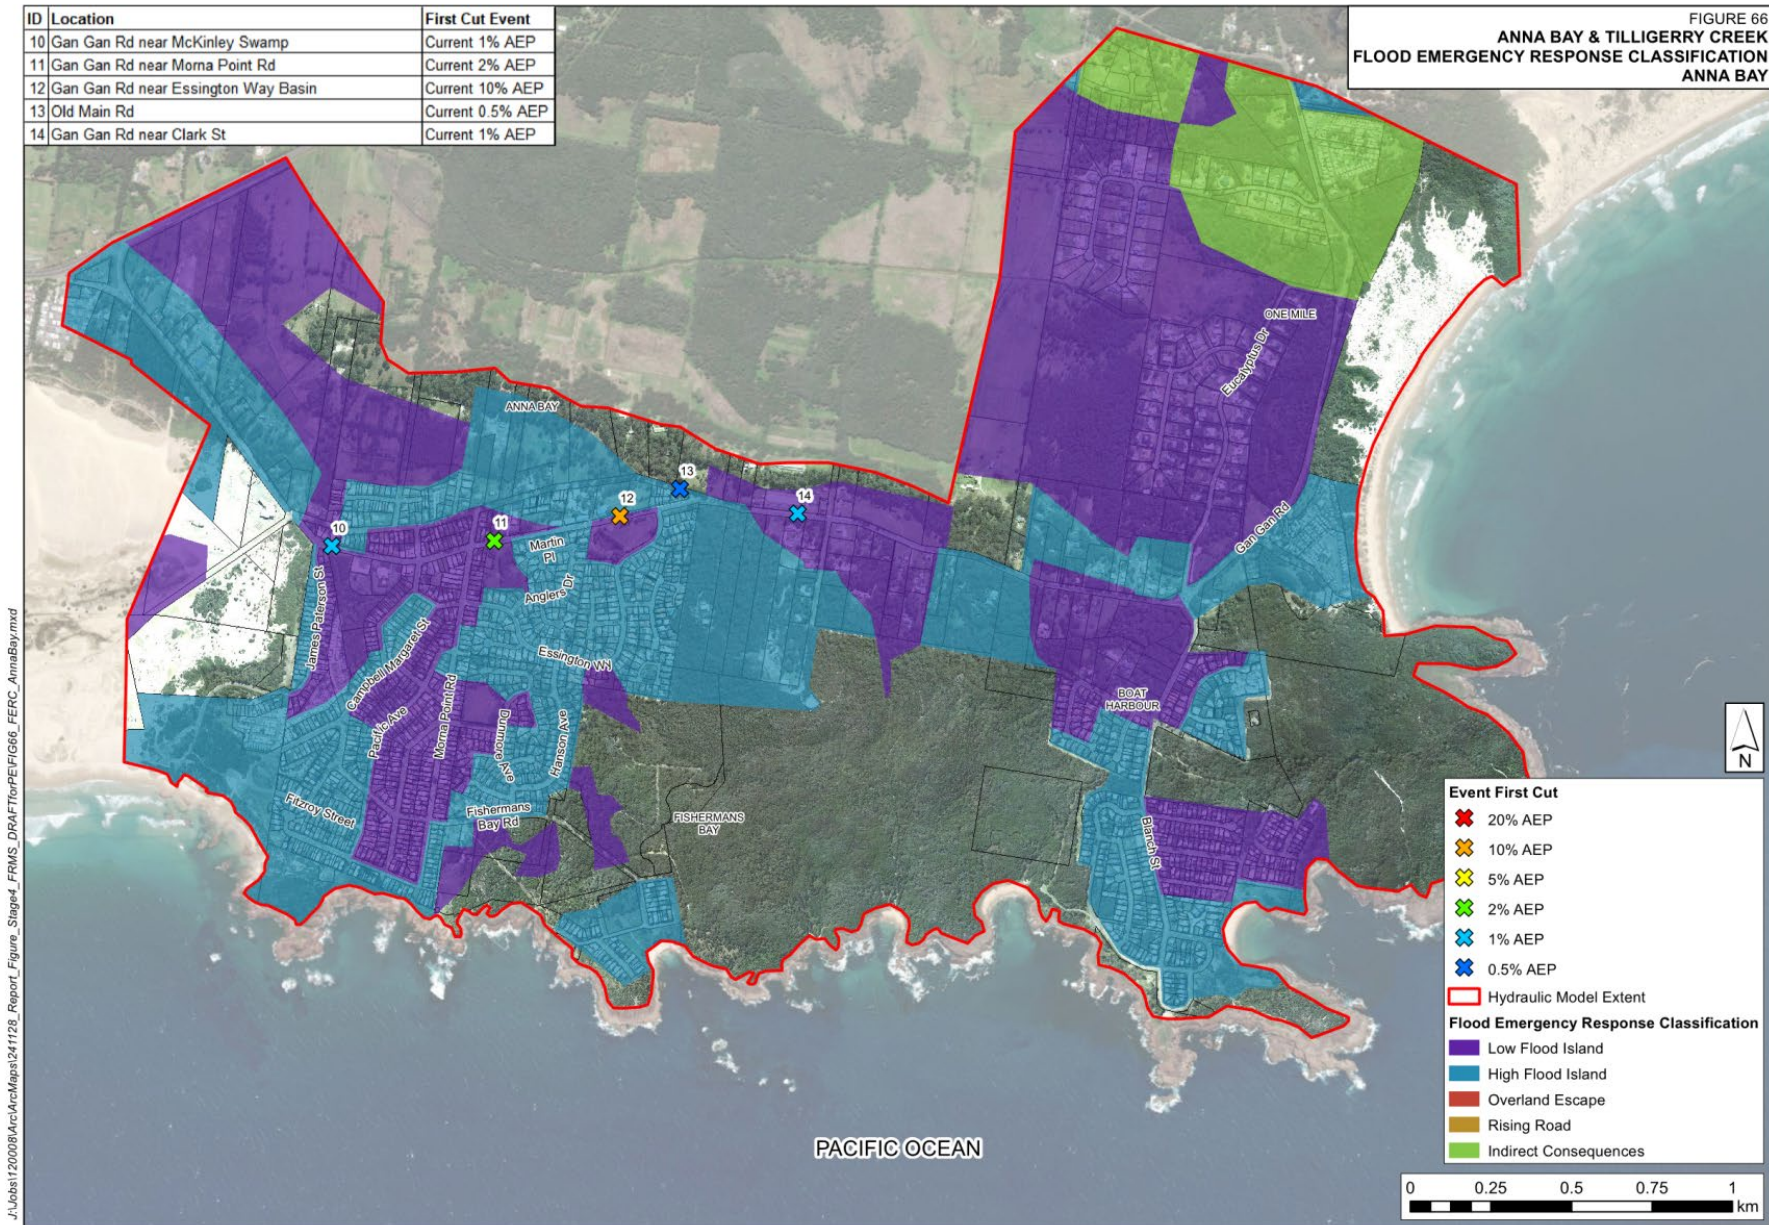 ID Location First Cut Event
10 Gan Gan Rd near McKinley Swamp Current 1% AEP
11 Gan Gan Rd near Morna Point Rd Current 2% AEP
12 Gan Gan Rd near Essington Way Basin Current 10% AEP
13 Old Main Rd Current 0.5% AEP
14 Gan Gan Rd near Clark St Current 1% AEP
FIGURE 66
ANNA BAY & TILLIGERRY CREEK
FLOOD EMERGENCY RESPONSE CLASSIFICATION
ANNA BAY
ONE MILE
Eucalyptus Dr
ANNA BAY
13
12
14
11
10
Gan Gan Rd
Martin
Pl
Anglers Dr
James Paterson St
Campbell Margaret St
Essington WY
Morna Point Rd
Pacific Ave
Dunmore
Ave
Hanson Ave
BOAT
HARBOUR
Fitzroy Street
Fishermans
Bay Rd
FISHERMANS
BAY
Blanch St
PACIFIC OCEAN
N
Event First Cut
20% AEP
10% AEP
5% AEP
2% AEP
1% AEP
0.5% AEP
Hydraulic Model Extent
Flood Emergency Response Classification
Low Flood Island
High Flood Island
Overland Escape
Rising Road
Indirect Consequences
0 0.25 0.5 0.75 1
km
J:\Jobs\120008\Arc\ArcMaps\241128_Report_Figure_Stage4_FRMS_DRAFTforPE\FIG66_FERC_AnnaBay.mxd